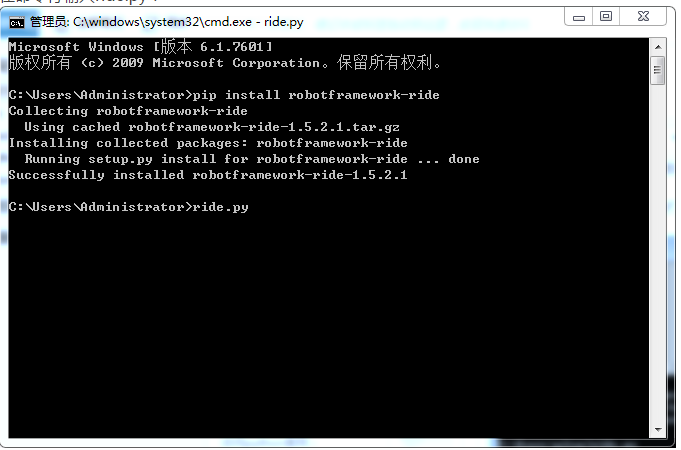 管理员: C:\windows\system32\cmd.exe - ride.py
Microsoft Windows [版本 6.1.7601]
版权所有 (c) 2009 Microsoft Corporation。保留所有权利。
C:\Users\Administrator>pip install robotframework-ride
Collecting robotframework-ride
Using cached robotframework-ride-1.5.2.1.tar.gz
Installing collected packages: robotframework-ride
Running setup.py install for robotframework-ride ... done
Successfully installed robotframework-ride-1.5.2.1
C:\Users\Administrator>ride.py